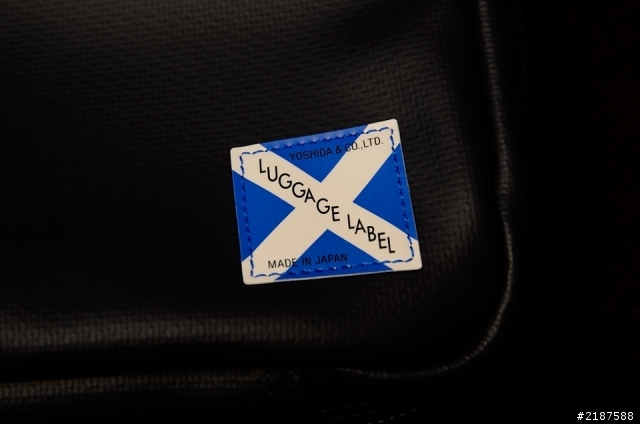 YOSHIDA & CO.,LTD.
LUGGAGE LABEL
MADE IN JAPAN
#2187588